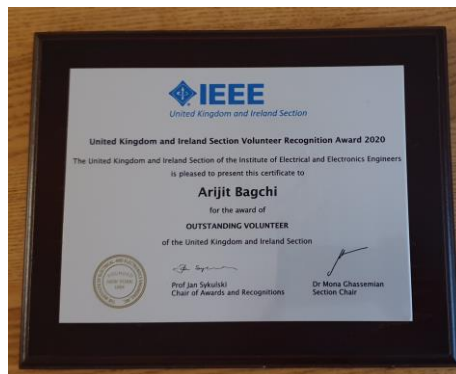 IEEE
United Kingdom and Ireland Section
United Kingdom and Ireland Section Volunteer Recognition Award 2020
The United Kingdom and Ireland Section of the Institute of Electrical and Electronics Engineers
is pleased to present this certificate to
Arijit Bagchi
for the award of
OUTSTANDING VOLUNTEER
of the United Kingdom and Ireland Section
Prof Jan Sykulski
Chair of Awards and Recognitions
Dr Mona Ghassemian
Section Chair